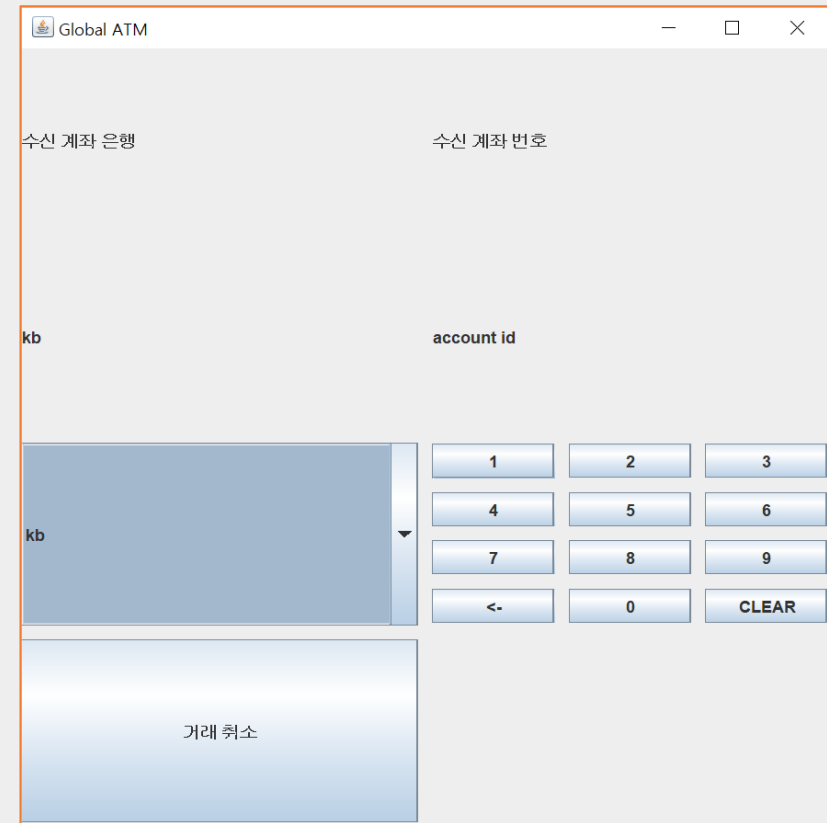 Global ATM
수신 계좌 은행
수신 계좌 번호
kb
account id
kb
1 2 3
4 5 6
7 8 9
<- 0 CLEAR
거래 취소